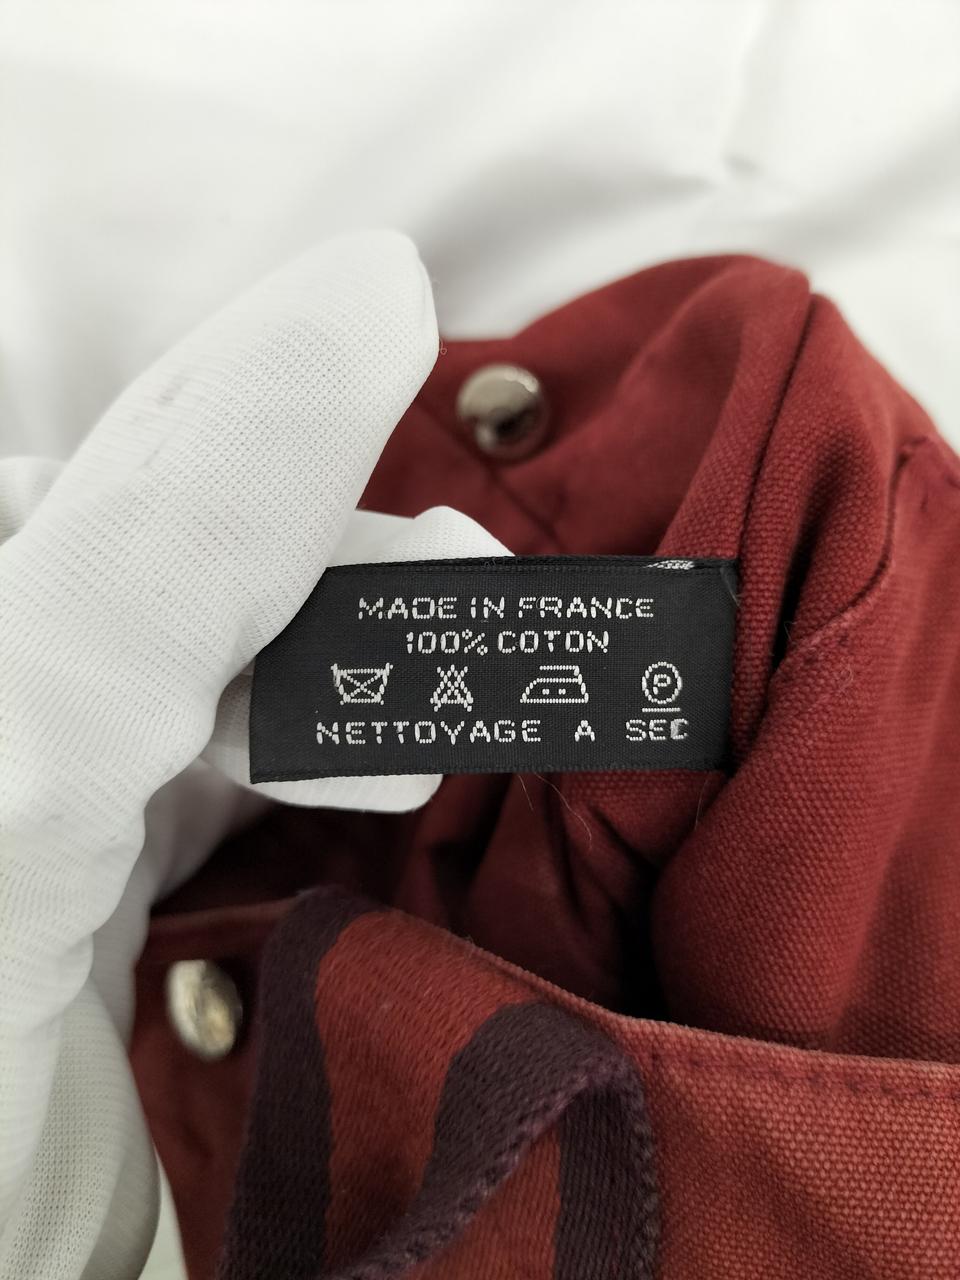 MADE IN FRANCE
100% COTON
P
NETTOYAGE A SEC